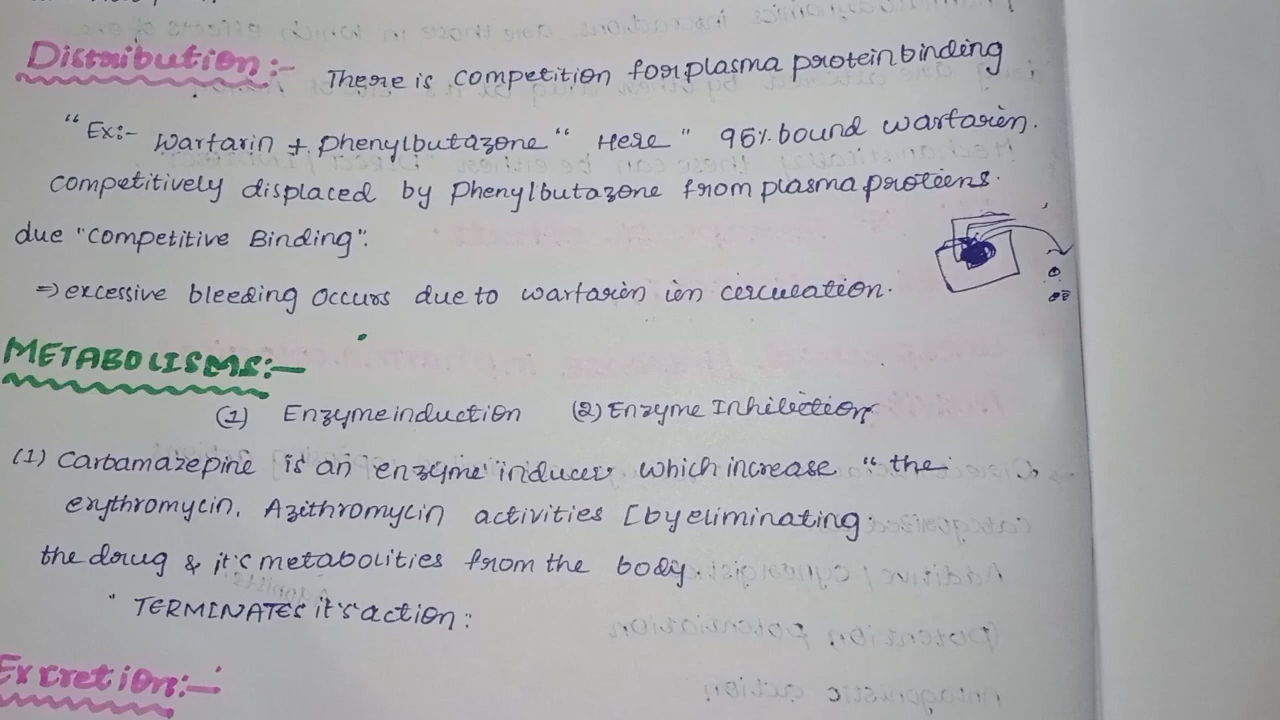 Distribution:- There is competition for plasma protein binding
"Ex:- Warfarin + Phenylbutazone" Here " 96% bound warfarin.
competitively displaced by Phenylbutazone from plasma proteins.
due "competitive Binding".
⇒ excessive bleeding occurs due to warfarin in circulation.
METABOLISMS:-
(1) Enzyme induction (2) Enzyme Inhibition
(1) Carbamazepine is an enzyme inducer which increase "the
erythromycin. Azithromycin activities [by eliminating
the drug & it's metabolities from the body.
" TERMINATES it's action:
Excretion:-